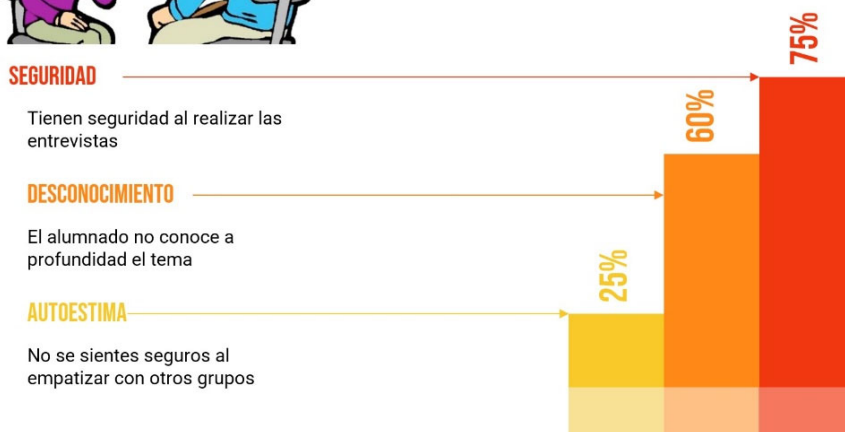 75%
SEGURIDAD
Tienen seguridad al realizar las
entrevistas
60%
DESCONOCIMIENTO
El alumnado no conoce a
profundidad el tema
25%
AUTOESTIMA
No se sientes seguros al
empatizar con otros grupos